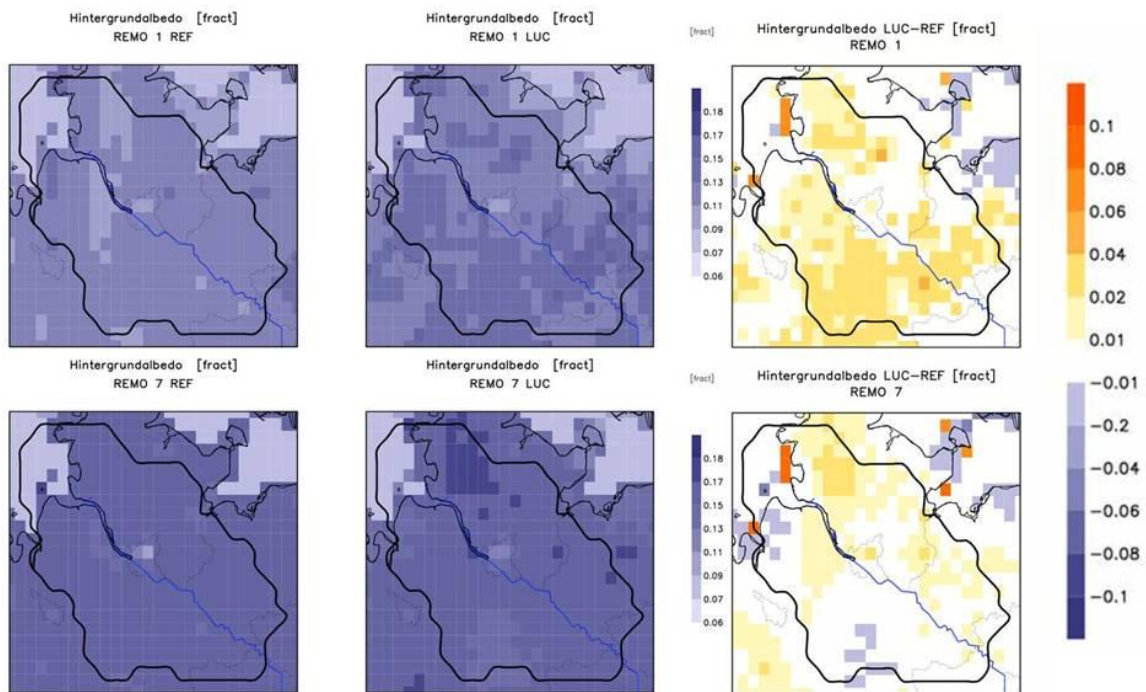 Hintergrundalbedo [fract]
REMO 1 REF
Hintergrundalbedo [fract]
REMO 1 LUC
[fract]
Hintergrundalbedo LUC-REF [fract]
REMO 1
0.18
0.17
0.15
0.13
0.11
0.09
0.07
0.06
0.1
0.08
0.06
0.04
0.02
0.01
-0.01
-0.2
-0.04
-0.06
-0.08
-0.1
Hintergrundalbedo [fract]
REMO 7 REF
Hintergrundalbedo [fract]
REMO 7 LUC
[fract]
Hintergrundalbedo LUC-REF [fract]
REMO 7
0.18
0.17
0.15
0.13
0.11
0.09
0.07
0.06